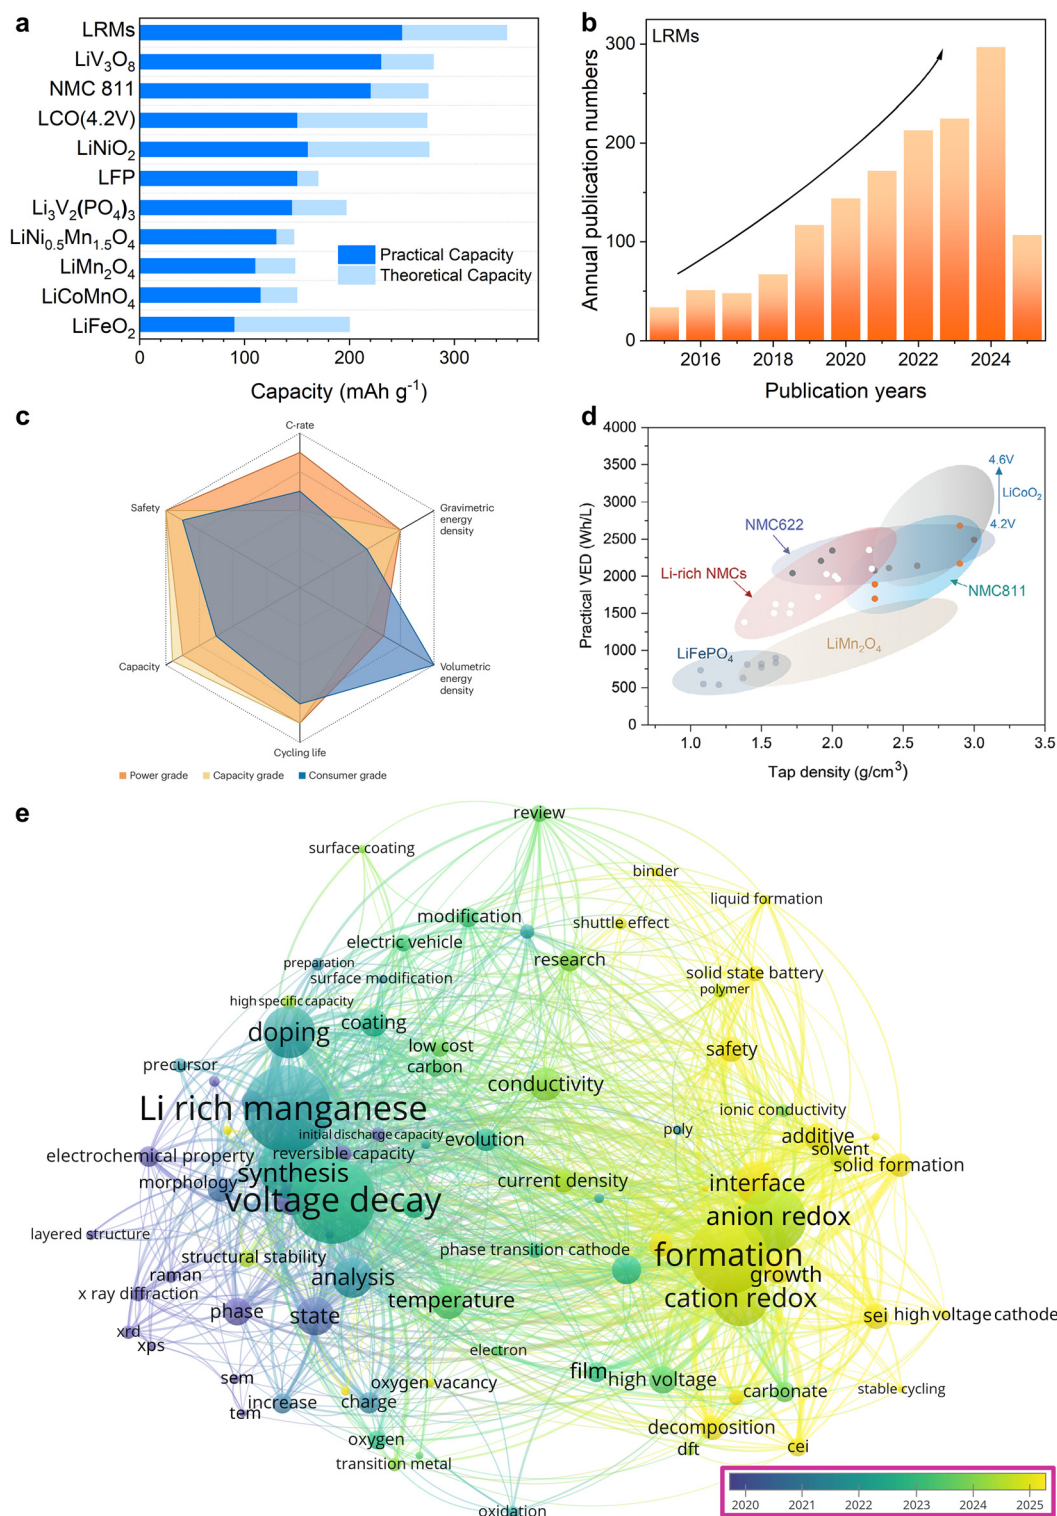 a
LRMs
LiV3O8
NMC 811
LCO(4.2V)
LiNiO2
LFP
Li3V2(PO4)3
LiNi0.5Mn1.5O4
LiMn2O4
LiCoMnO4
LiFeO2
Practical Capacity
Theoretical Capacity
0 100 200 300
Capacity (mAh g-1)
b
LRMs
Annual publication numbers
300
200
100
0
2016 2018 2020 2022 2024
Publication years
c
C-rate
Safety
Gravimetric
energy
density
Capacity
Volumetric
energy
density
Cycling life
Power grade
Capacity grade
Consumer grade
d
Practical VED (Wh/L)
4000
3500
3000
2500
2000
1500
1000
500
0
4.6V
LiCoO2
4.2V
NMC622
Li-rich NMCs
NMC811
LiMn2O4
LiFePO4
1.0 1.5 2.0 2.5 3.0 3.5
Tap density (g/cm3)
e
review
surface coating
binder
liquid formation
modification
shuttle effect
electric vehicle
research
preparation
surface modification
solid state battery
polymer
high specific capacity
doping
coating
low cost
carbon
safety
precursor
conductivity
Li rich manganese
ionic conductivity
poly
initial discharge capacity
evolution
additive
solvent
electrochemical property
reversible capacity
solid formation
synthesis
morphology
current density
interface
voltage decay
anion redox
layered structure
phase transition cathode
structural stability
formation
raman
analysis
growth
x ray diffraction
temperature
cation redox
phase
state
sei
high voltage cathode
xrd
xps
electron
sem
oxygen vacancy
film
high voltage
carbonate
stable cycling
tem
increase
charge
decomposition
oxygen
dft
cei
transition metal
oxidation
2020 2021 2022 2023 2024 2025